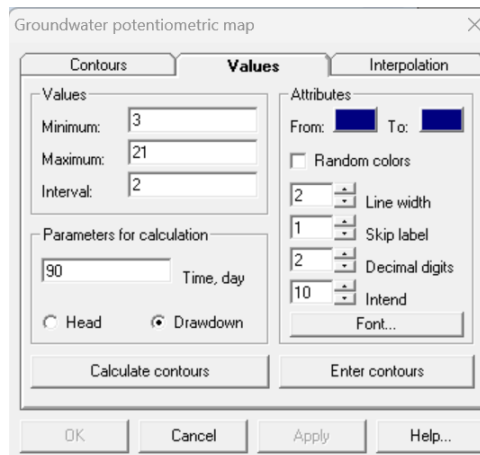 Groundwater potentiometric map
Contours
Values
Interpolation
Values
Minimum: 3
Maximum: 21
Interval: 2
Parameters for calculation
90 Time, day
Head
Drawdown
Calculate contours
Attributes
From: To:
Random colors
2 Line width
1 Skip label
2 Decimal digits
10 Intend
Font...
Enter contours
OK
Cancel
Apply
Help...